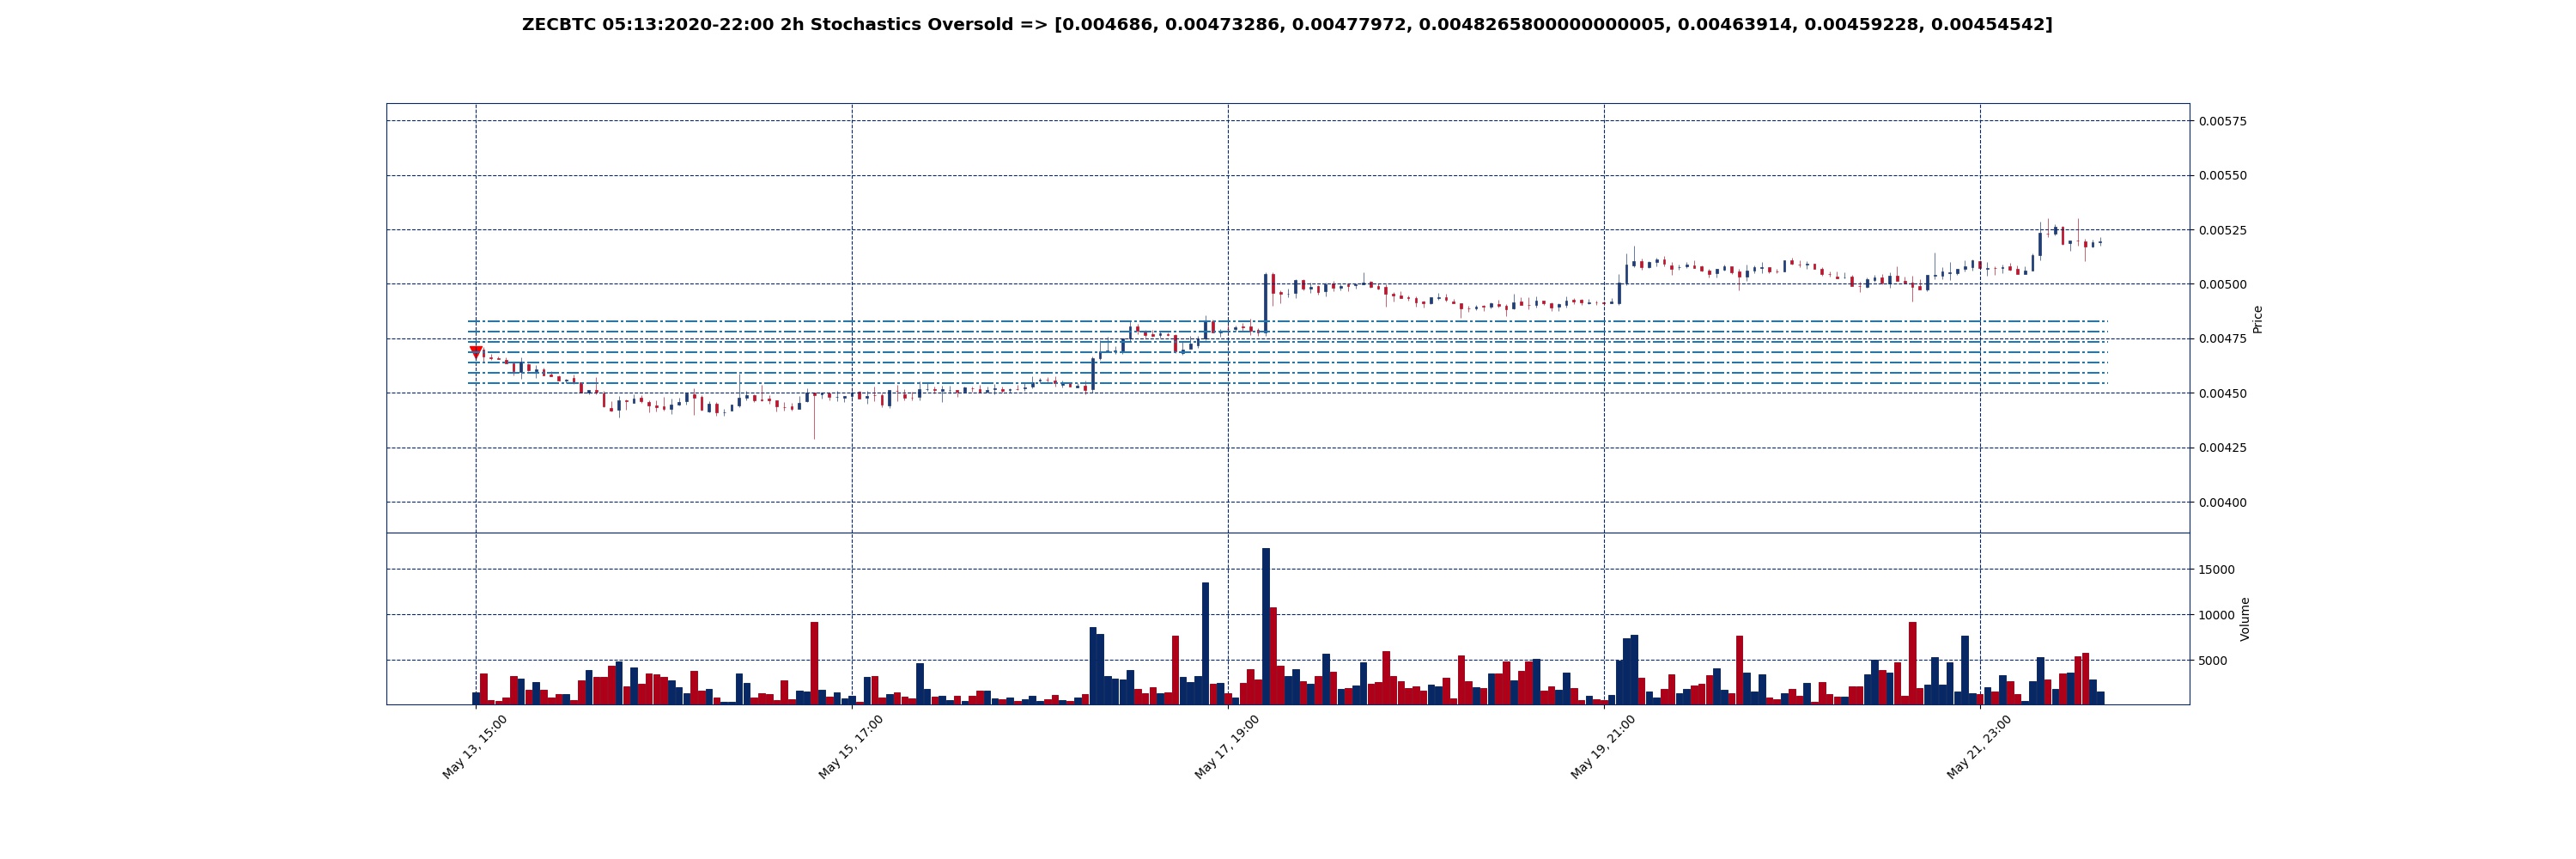 ZECBTC 05:13:2020-22:00 2h Stochastics Oversold => [0.004686, 0.00473286, 0.00477972, 0.0048265800000000005, 0.00463914, 0.00459228, 0.00454542]
0.00575
0.00550
0.00525
0.00500
0.00475
0.00450
0.00425
0.00400
Price
15000
10000
5000
Volume
May 13, 15:00
May 15, 17:00
May 17, 19:00
May 19, 21:00
May 21, 23:00